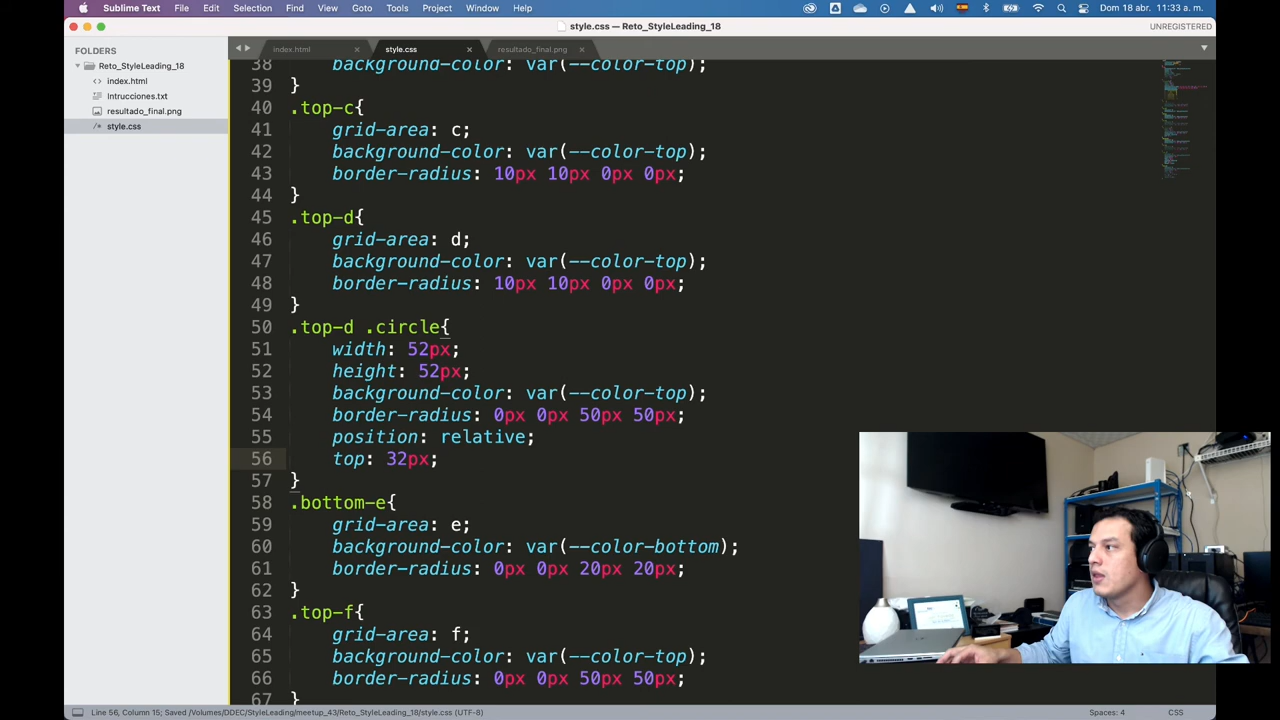 Sublime Text File Edit Selection Find View Goto Tools Project Window Help Dom 18 abr. 11:33 a. m.
style.css — Reto_StyleLeading_18
UNREGISTERED
FOLDERS
Reto_StyleLeading_18
index.html
Intrucciones.txt
resultado_final.png
style.css
index.html
style.css
resultado_final.png
38 background-color: var(--color-top);
39 }
40 .top-c{
41 grid-area: c;
42 background-color: var(--color-top);
43 border-radius: 10px 10px 0px 0px;
44 }
45 .top-d{
46 grid-area: d;
47 background-color: var(--color-top);
48 border-radius: 10px 10px 0px 0px;
49 }
50 .top-d .circle{
51 width: 52px;
52 height: 52px;
53 background-color: var(--color-top);
54 border-radius: 0px 0px 50px 50px;
55 position: relative;
56 top: 32px;
57 }
58 .bottom-e{
59 grid-area: e;
60 background-color: var(--color-bottom);
61 border-radius: 0px 0px 20px 20px;
62 }
63 .top-f{
64 grid-area: f;
65 background-color: var(--color-top);
66 border-radius: 0px 0px 50px 50px;
67 }
Line 56, Column 15; Saved /Volumes/DDEC/StyleLeading/meetup_43/Reto_StyleLeading_18/style.css (UTF-8)
Spaces: 4
CSS